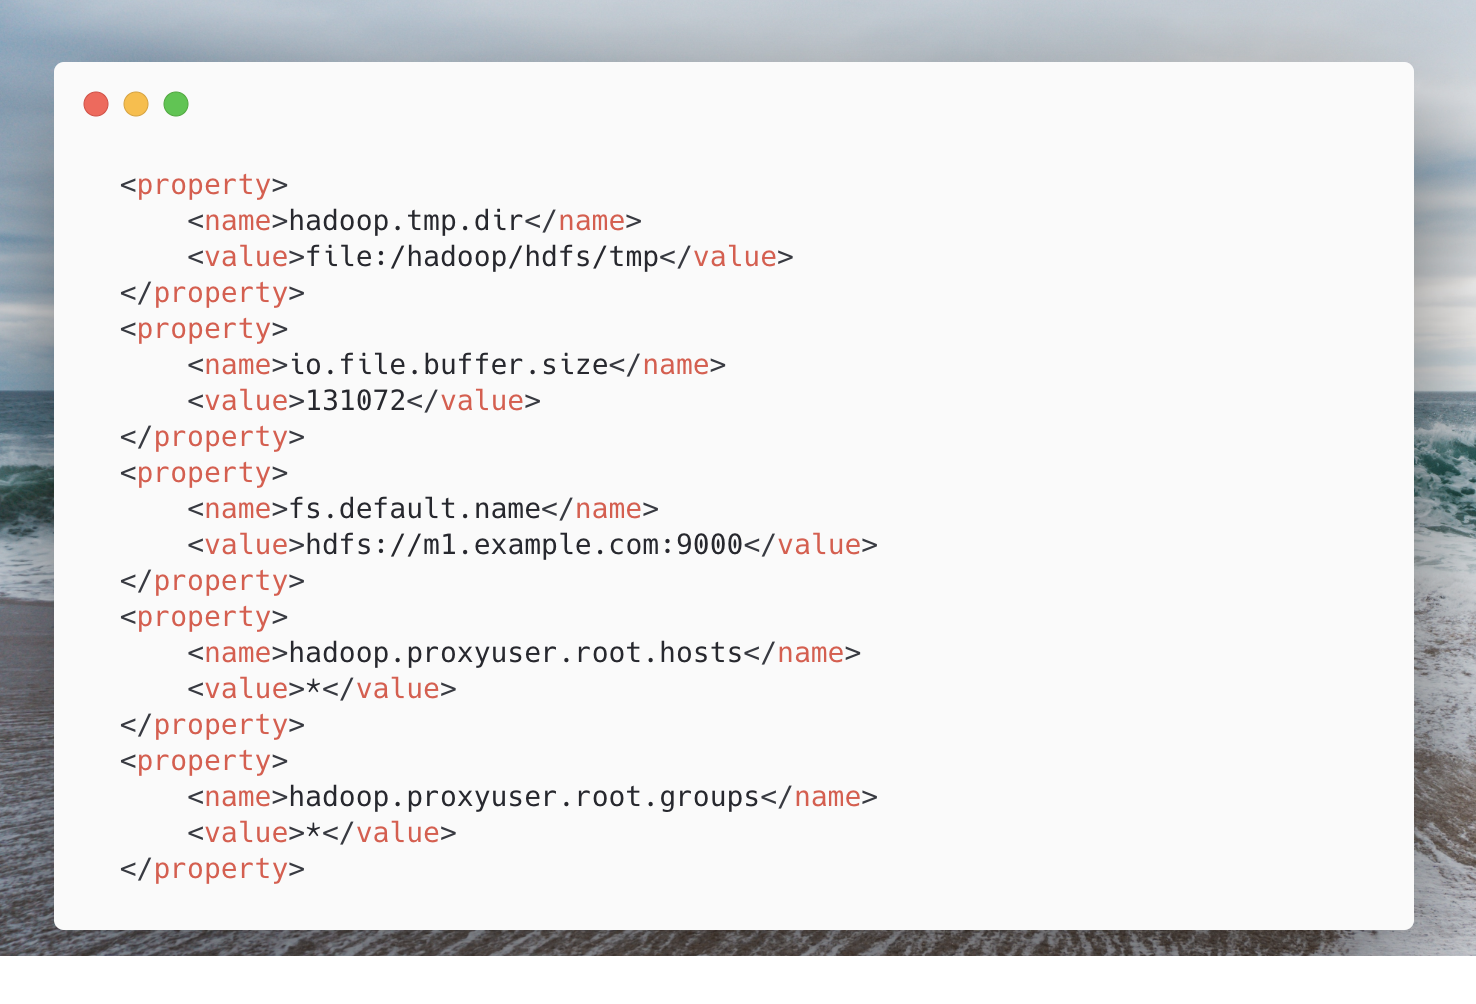 <property>
    <name>hadoop.tmp.dir</name>
    <value>file:/hadoop/hdfs/tmp</value>
</property>
<property>
    <name>io.file.buffer.size</name>
    <value>131072</value>
</property>
<property>
    <name>fs.default.name</name>
    <value>hdfs://m1.example.com:9000</value>
</property>
<property>
    <name>hadoop.proxyuser.root.hosts</name>
    <value>*</value>
</property>
<property>
    <name>hadoop.proxyuser.root.groups</name>
    <value>*</value>
</property>